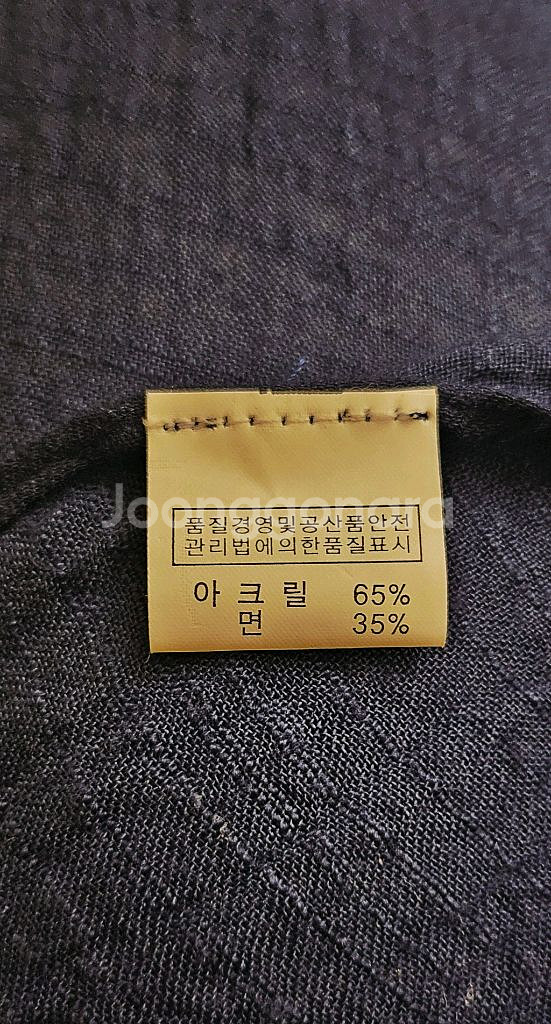 Joonggonara
품질경영및공산품안전
관리법에의한품질표시
아크릴 65%
면 35%